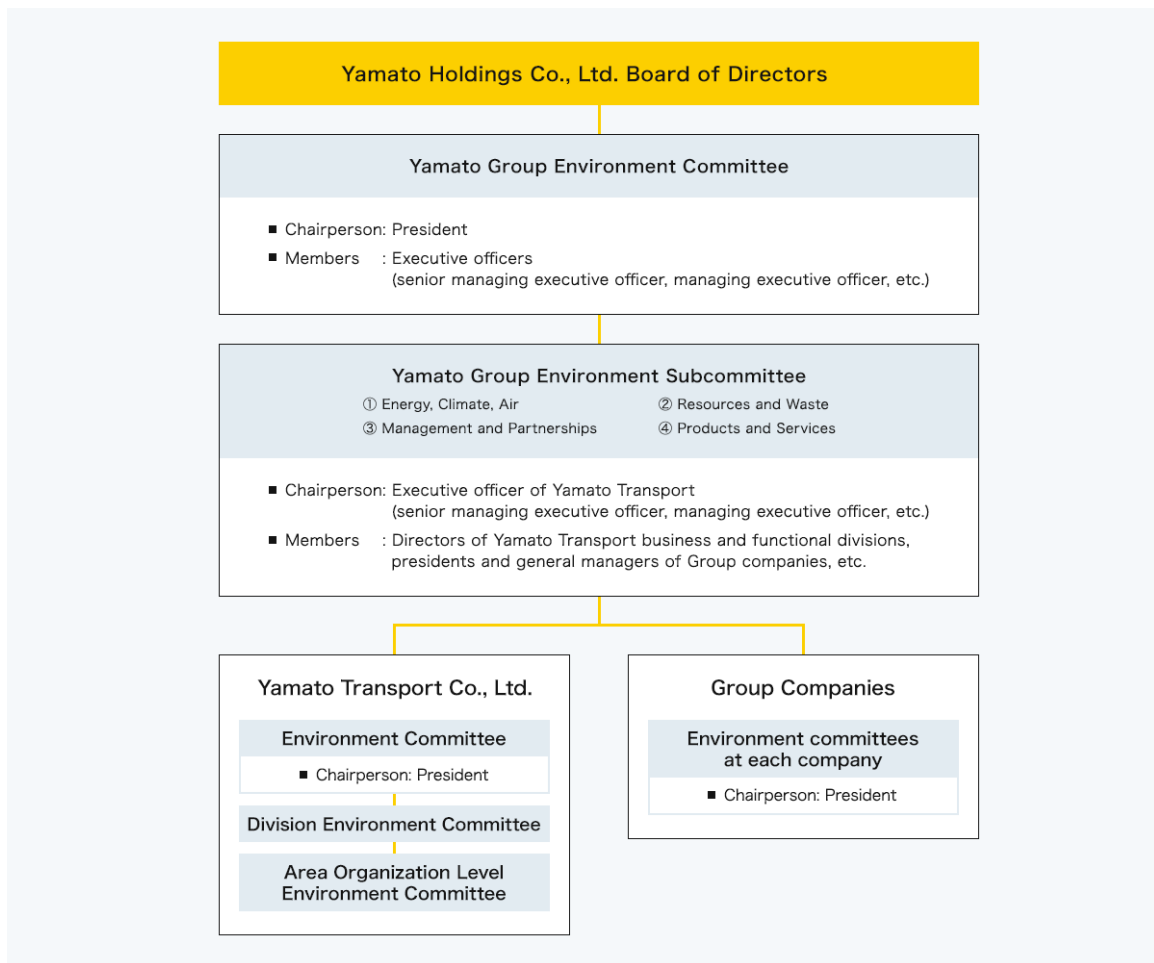 Yamato Holdings Co., Ltd. Board of Directors
Yamato Group Environment Committee
■ Chairperson: President
■ Members : Executive officers
(senior managing executive officer, managing executive officer, etc.)
Yamato Group Environment Subcommittee
① Energy, Climate, Air ② Resources and Waste
③ Management and Partnerships ④ Products and Services
■ Chairperson: Executive officer of Yamato Transport
(senior managing executive officer, managing executive officer, etc.)
■ Members : Directors of Yamato Transport business and functional divisions,
presidents and general managers of Group companies, etc.
Yamato Transport Co., Ltd.
Environment Committee
■ Chairperson: President
Division Environment Committee
Area Organization Level
Environment Committee
Group Companies
Environment committees
at each company
■ Chairperson: President